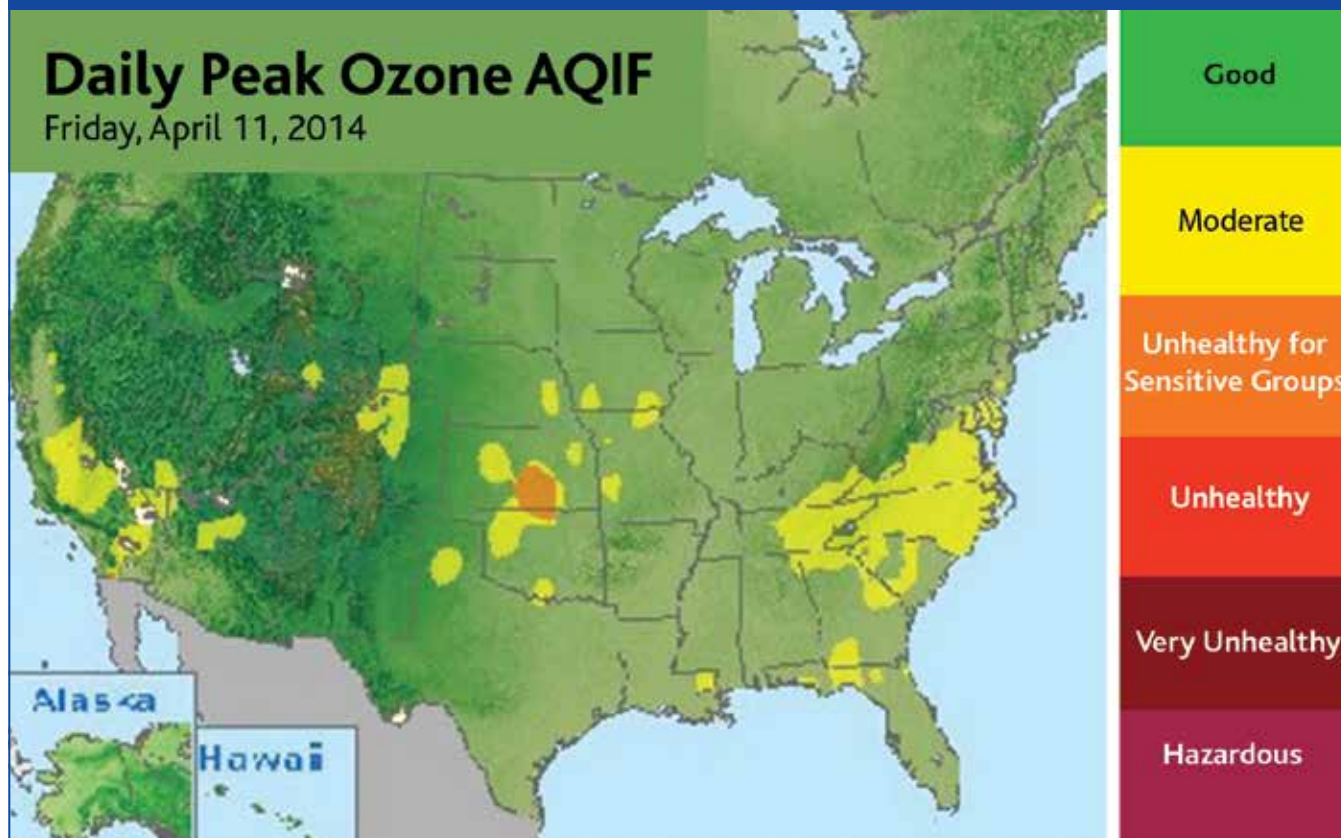 Daily Peak Ozone AQIF
Friday, April 11, 2014
Good
Moderate
Unhealthy for
Sensitive Groups
Unhealthy
Very Unhealthy
Hazardous
Alaska
Hawaii